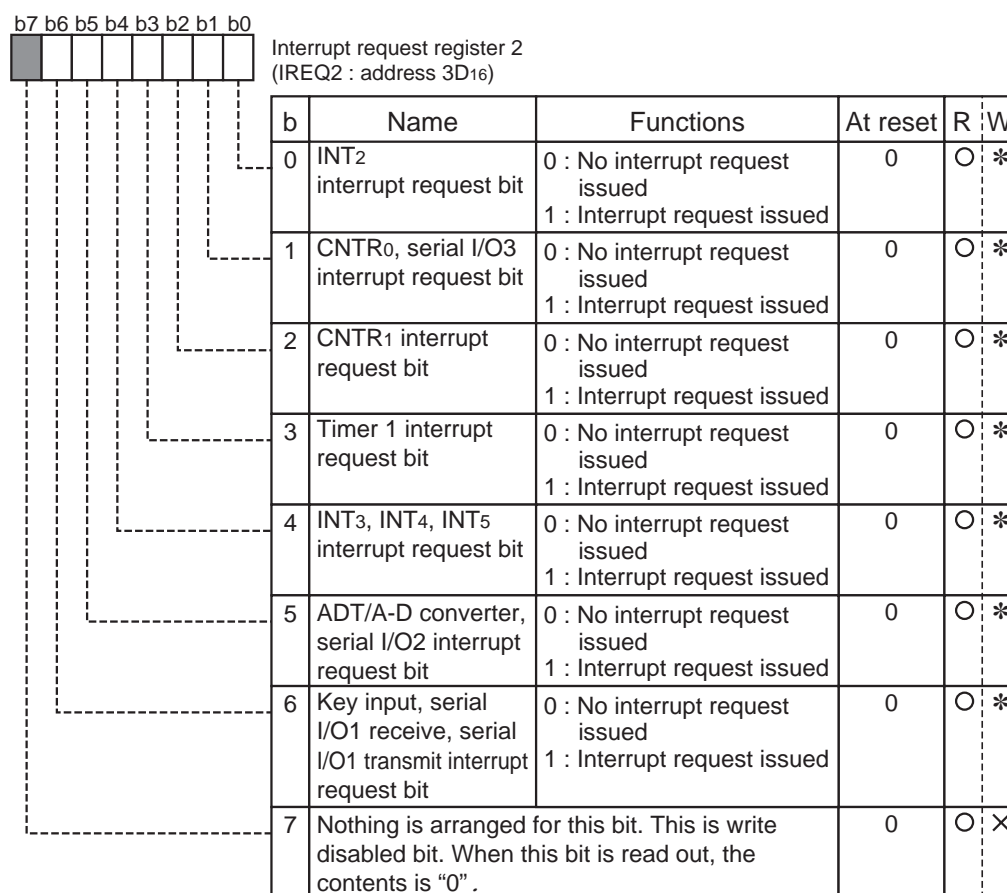 b7 b6 b5 b4 b3 b2 b1 b0
Interrupt request register 2
(IREQ2 : address 3D16)
b Name Functions At reset R W
0 INT2 0 : No interrupt request 0 ○ ✻
interrupt request bit issued
1 : Interrupt request issued
1 CNTR0, serial I/O3 0 : No interrupt request 0 ○ ✻
interrupt request bit issued
1 : Interrupt request issued
2 CNTR1 interrupt 0 : No interrupt request 0 ○ ✻
request bit issued
1 : Interrupt request issued
3 Timer 1 interrupt 0 : No interrupt request 0 ○ ✻
request bit issued
1 : Interrupt request issued
4 INT3, INT4, INT5 0 : No interrupt request 0 ○ ✻
interrupt request bit issued
1 : Interrupt request issued
5 ADT/A-D converter, 0 : No interrupt request 0 ○ ✻
serial I/O2 interrupt issued
request bit 1 : Interrupt request issued
6 Key input, serial 0 : No interrupt request 0 ○ ✻
I/O1 receive, serial issued
I/O1 transmit interrupt 1 : Interrupt request issued
request bit
7 Nothing is arranged for this bit. This is write 0 ○ ×
disabled bit. When this bit is read out, the
contents is “0”.